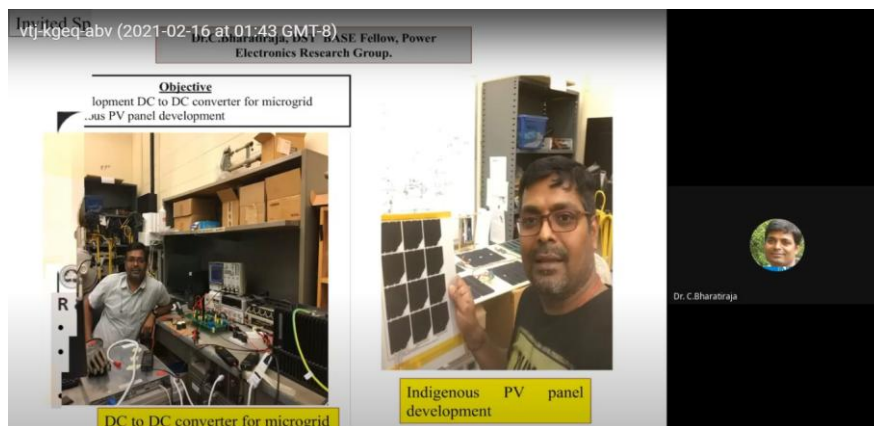 Invited Sp
vtj-kgeq-abv (2021-02-16 at 01:43 GMT-8)
Dr.C.Bharatiraja, DST BASE Fellow, Power
Electronics Research Group.
Objective
lopment DC to DC converter for microgrid
ous PV panel development
R
Dr. C.Bharatiraja
Indigenous PV panel
development
DC to DC converter for microgrid